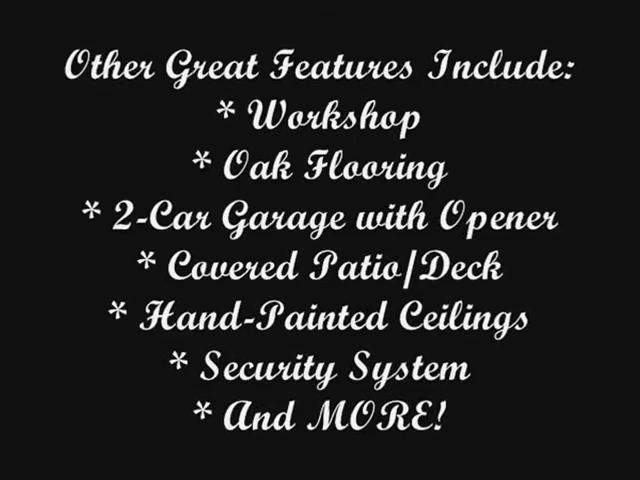 Other Great Features Include:
* Workshop
* Oak Flooring
* 2-Car Garage with Opener
* Covered Patio/Deck
* Hand-Painted Ceilings
* Security System
* And MORE!